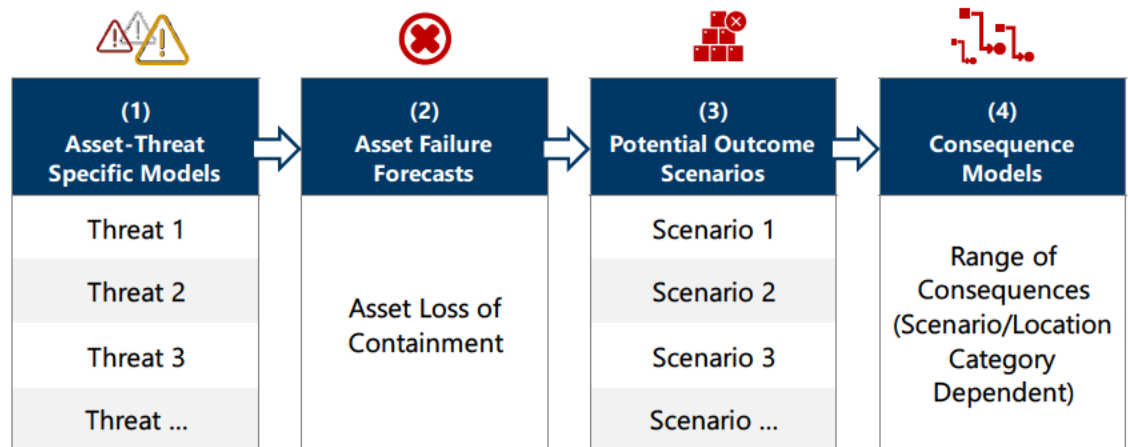 (1)
Asset-Threat
Specific Models
Threat 1
Threat 2
Threat 3
Threat ...
(2)
Asset Failure
Forecasts
Asset Loss of
Containment
(3)
Potential Outcome
Scenarios
Scenario 1
Scenario 2
Scenario 3
Scenario ...
(4)
Consequence
Models
Range of
Consequences
(Scenario/Location
Category
Dependent)